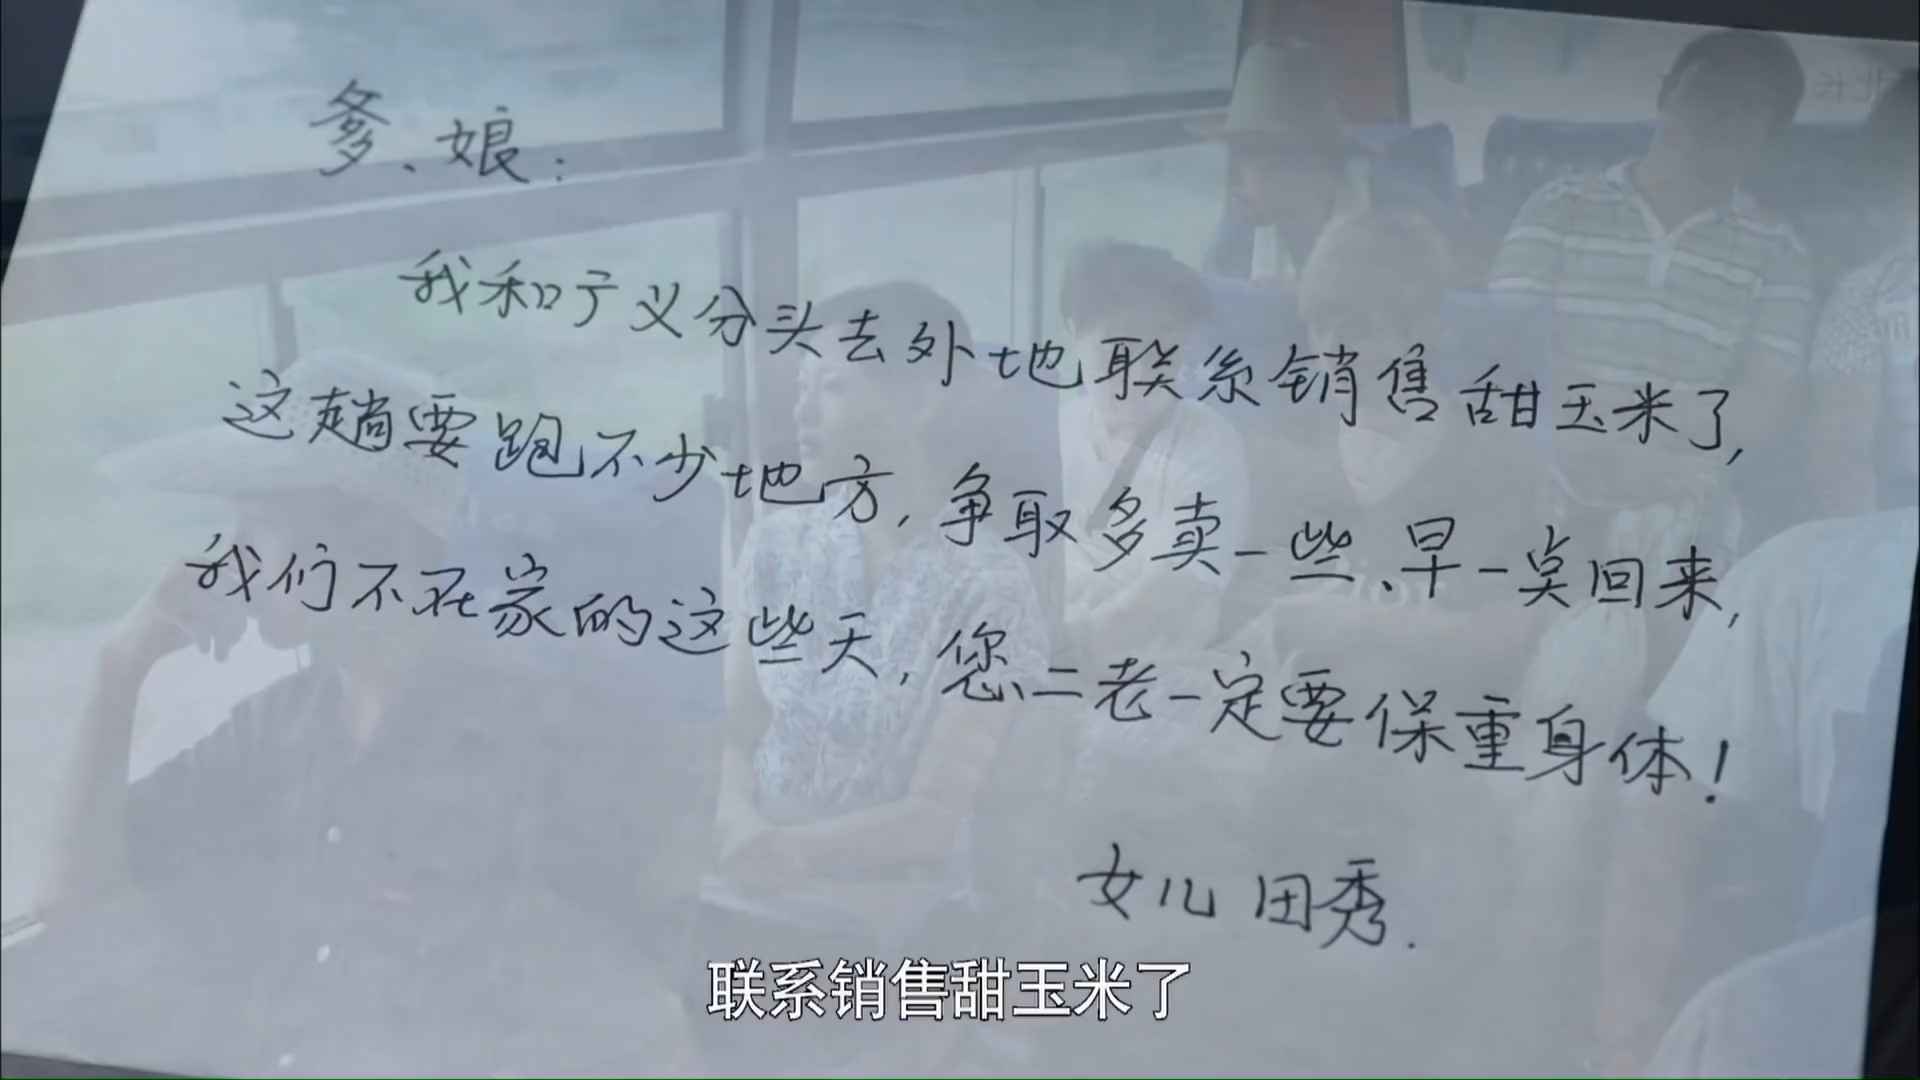 爹、娘:
我和于义分头去外地联系销售甜玉米了,
这趟要跑不少地方,争取多卖一些、早一点回来,
我们不在家的这些天,您二老一定要保重身体!
女儿 田秀.
联系销售甜玉米了